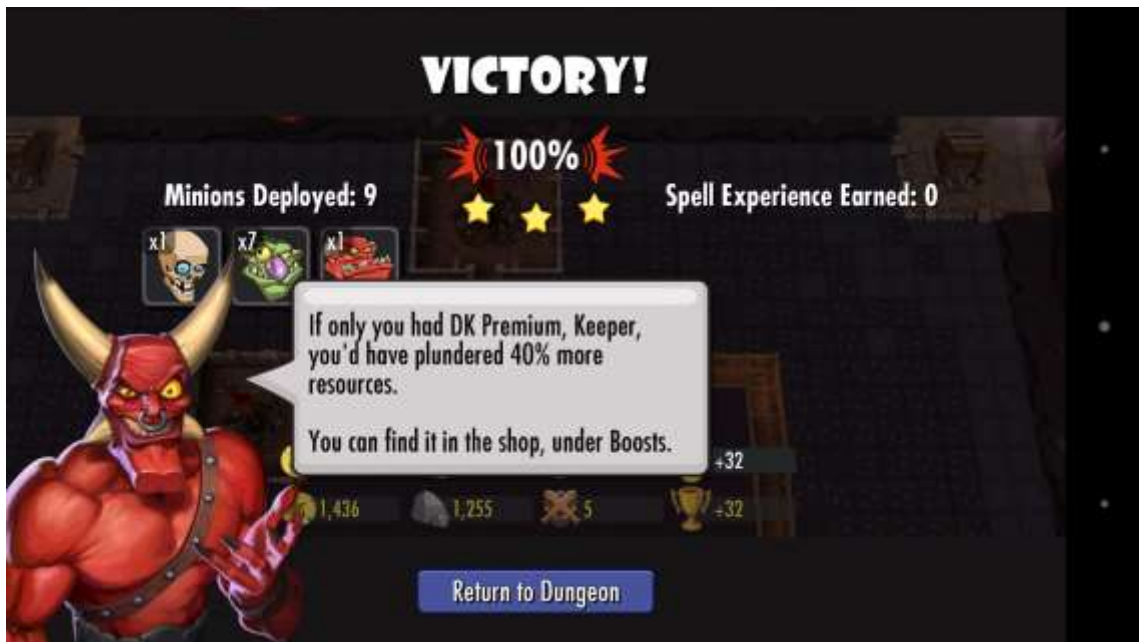 VICTORY!
100%
Minions Deployed: 9
Spell Experience Earned: 0
x1
x7
x1
If only you had DK Premium, Keeper,
you'd have plundered 40% more
resources.
You can find it in the shop, under Boosts.
+32
1,436
1,255
5
+32
Return to Dungeon